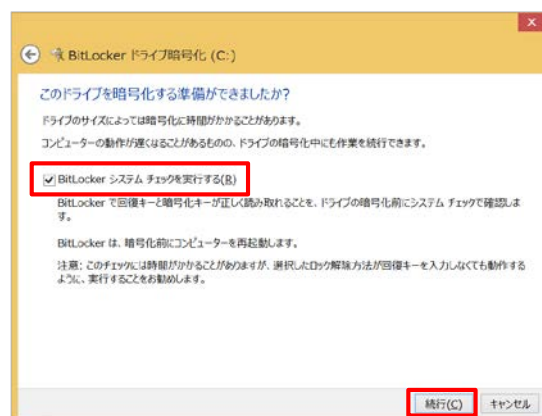 BitLocker ドライブ暗号化 (C:)
このドライブを暗号化する準備ができましたか?
ドライブのサイズによっては暗号化に時間がかかることがあります。
コンピューターの動作が遅くなることがあるものの、ドライブの暗号化中にも作業を続行できます。
BitLocker システム チェックを実行する(R)
BitLocker で回復キーと暗号化キーが正しく読み取れることを、ドライブの暗号化前にシステム チェックで確認しま
す。
BitLocker は、暗号化前にコンピューターを再起動します。
注意: このチェックには時間がかかることがありますが、選択したロック解除方法が回復キーを入力しなくても動作する
ように、実行することをお勧めします。
続行(C) キャンセル